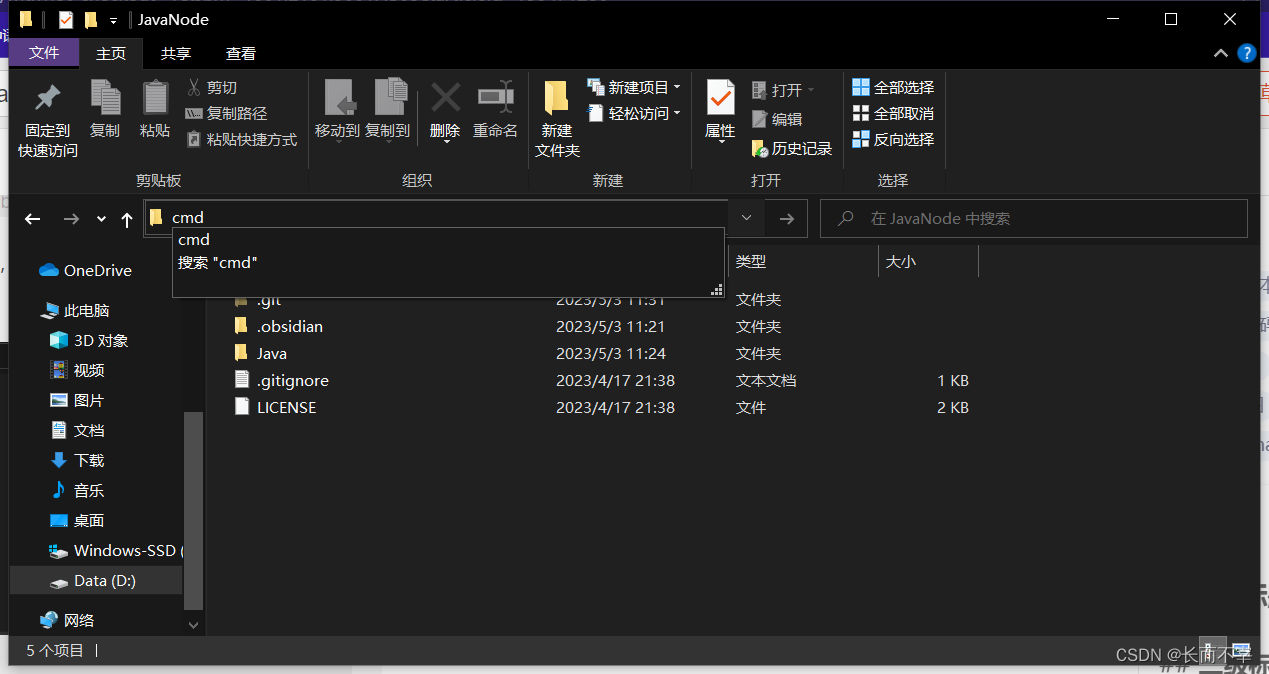 JavaNode
文件 主页 共享 查看
固定到
快速访问
复制
粘贴
剪切
复制路径
粘贴快捷方式
剪贴板
移动到
复制到
删除
重命名
组织
新建
文件夹
新建项目
轻松访问
新建
属性
打开
编辑
历史记录
打开
全部选择
全部取消
反向选择
选择
cmd
在 JavaNode 中搜索
cmd
搜索 "cmd"
类型 大小
OneDrive
此电脑
3D 对象
视频
图片
文档
下载
音乐
桌面
Windows-SSD (
Data (D:)
网络
.git 2023/5/3 11:31 文件夹
.obsidian 2023/5/3 11:21 文件夹
Java 2023/5/3 11:24 文件夹
.gitignore 2023/4/17 21:38 文本文档 1 KB
LICENSE 2023/4/17 21:38 文件 2 KB
5 个项目
CSDN @长而不宰